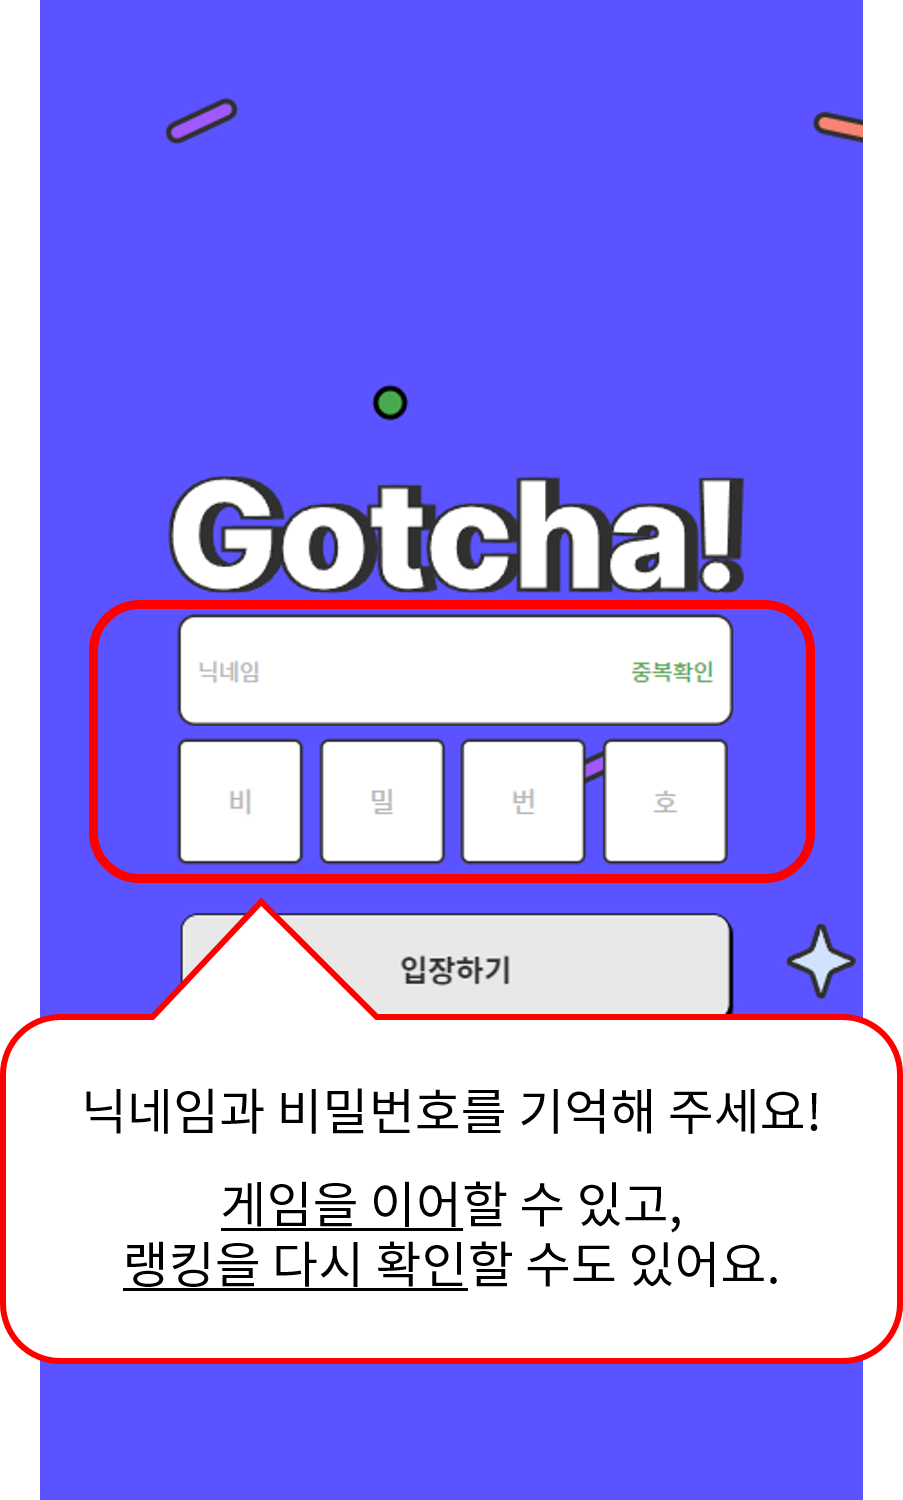 Gotcha!
닉네임 중복확인
비 밀 번 호
입장하기
닉네임과 비밀번호를 기억해 주세요!
게임을 이어할 수 있고,
랭킹을 다시 확인할 수도 있어요.